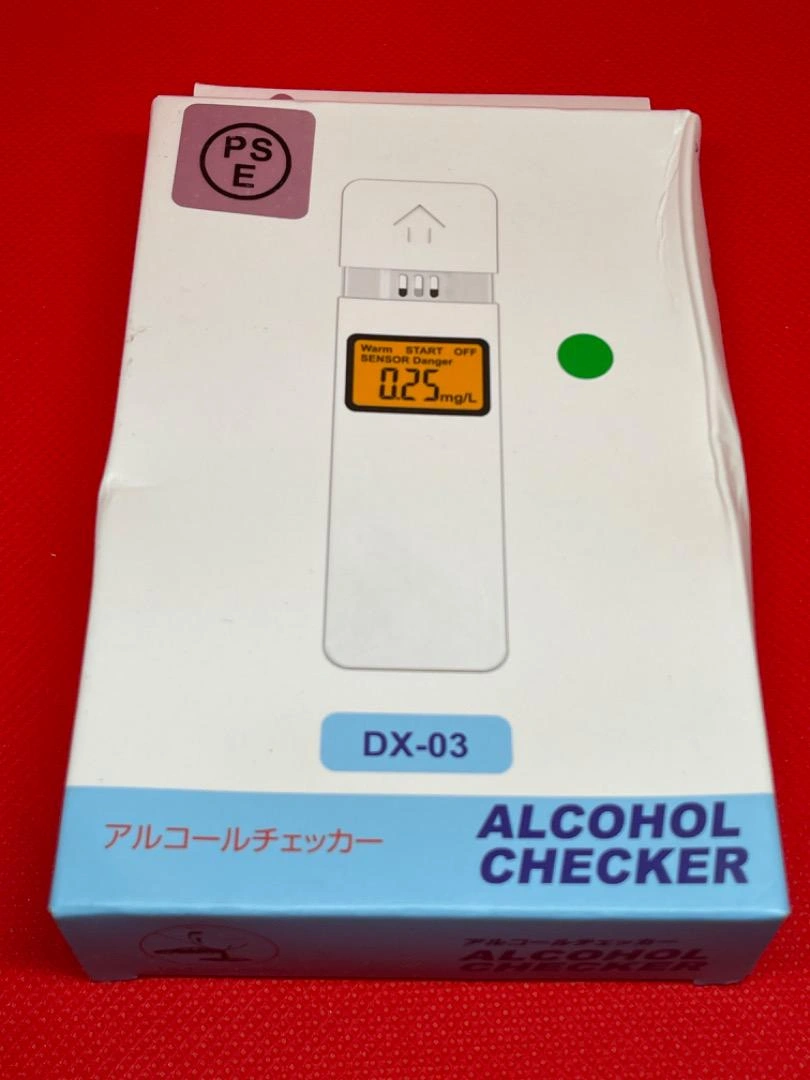 PS
E
Warm START OFF
SENSOR Danger
0.25mg/L
DX-03
アルコールチェッカー
ALCOHOL
CHECKER
アルコールチェッカー
ALCOHOL
CHECKER